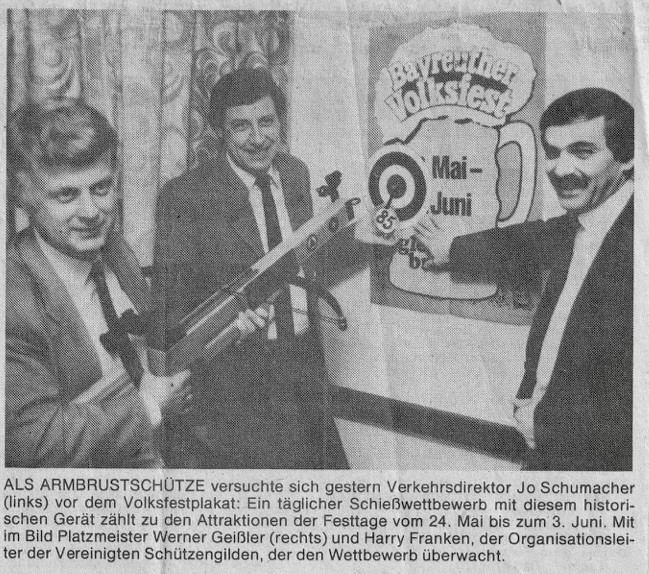 Bayreuther
Volksfest
Mai–
Juni
85
ALS ARMBRUSTSCHÜTZE versuchte sich gestern Verkehrsdirektor Jo Schumacher
(links) vor dem Volksfestplakat: Ein täglicher Schießwettbewerb mit diesem histori-
schen Gerät zählt zu den Attraktionen der Festtage vom 24. Mai bis zum 3. Juni. Mit
im Bild Platzmeister Werner Geißler (rechts) und Harry Franken, der Organisationslei-
ter der Vereinigten Schützengilden, der den Wettbewerb überwacht.